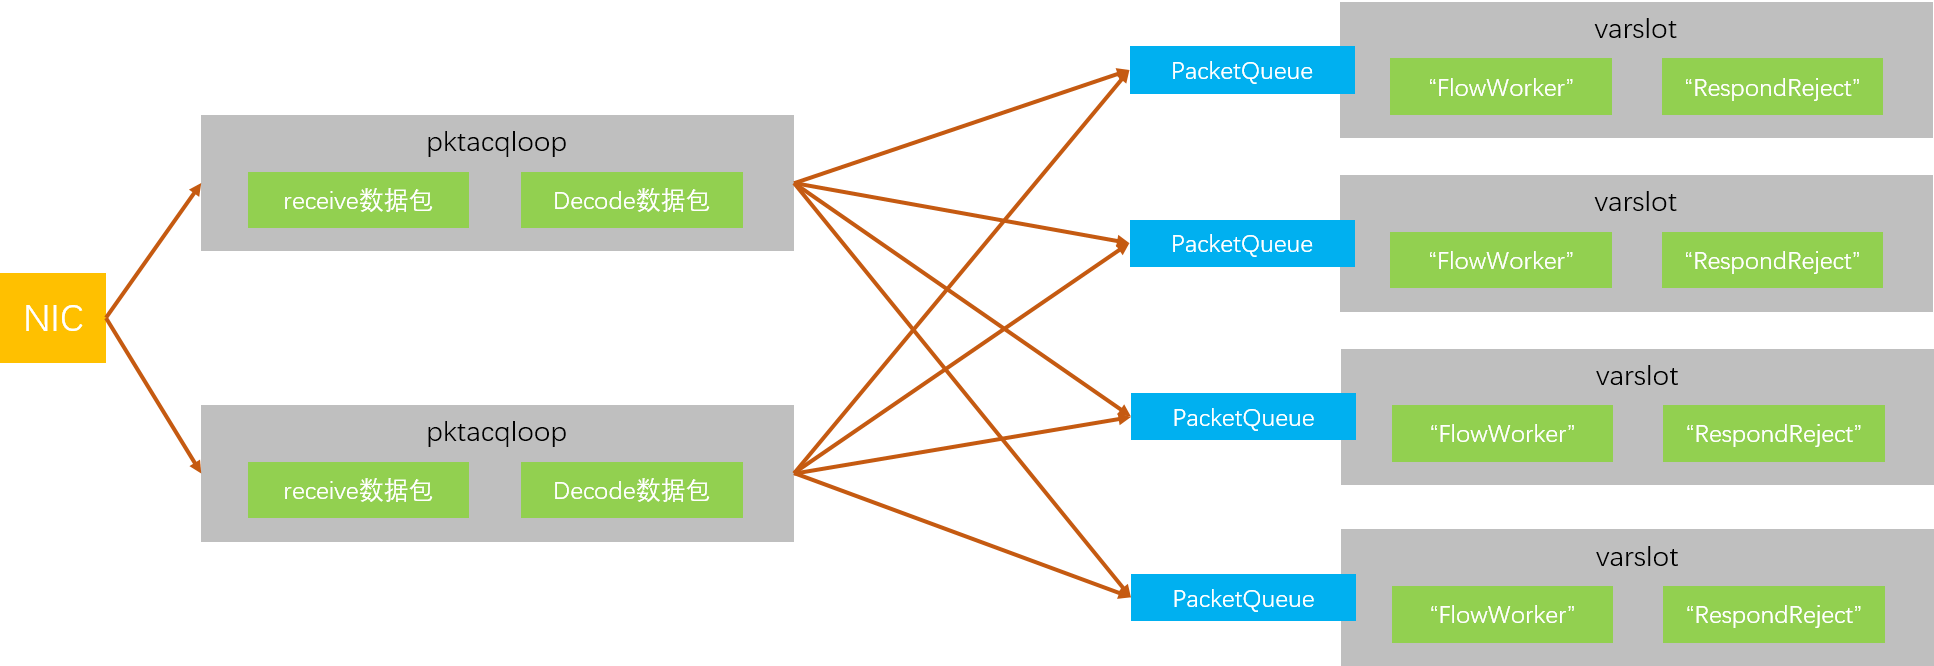 NIC
pktacqloop
receive数据包
Decode数据包
pktacqloop
receive数据包
Decode数据包
PacketQueue
varslot
“FlowWorker”
“RespondReject”
PacketQueue
varslot
“FlowWorker”
“RespondReject”
PacketQueue
varslot
“FlowWorker”
“RespondReject”
PacketQueue
varslot
“FlowWorker”
“RespondReject”